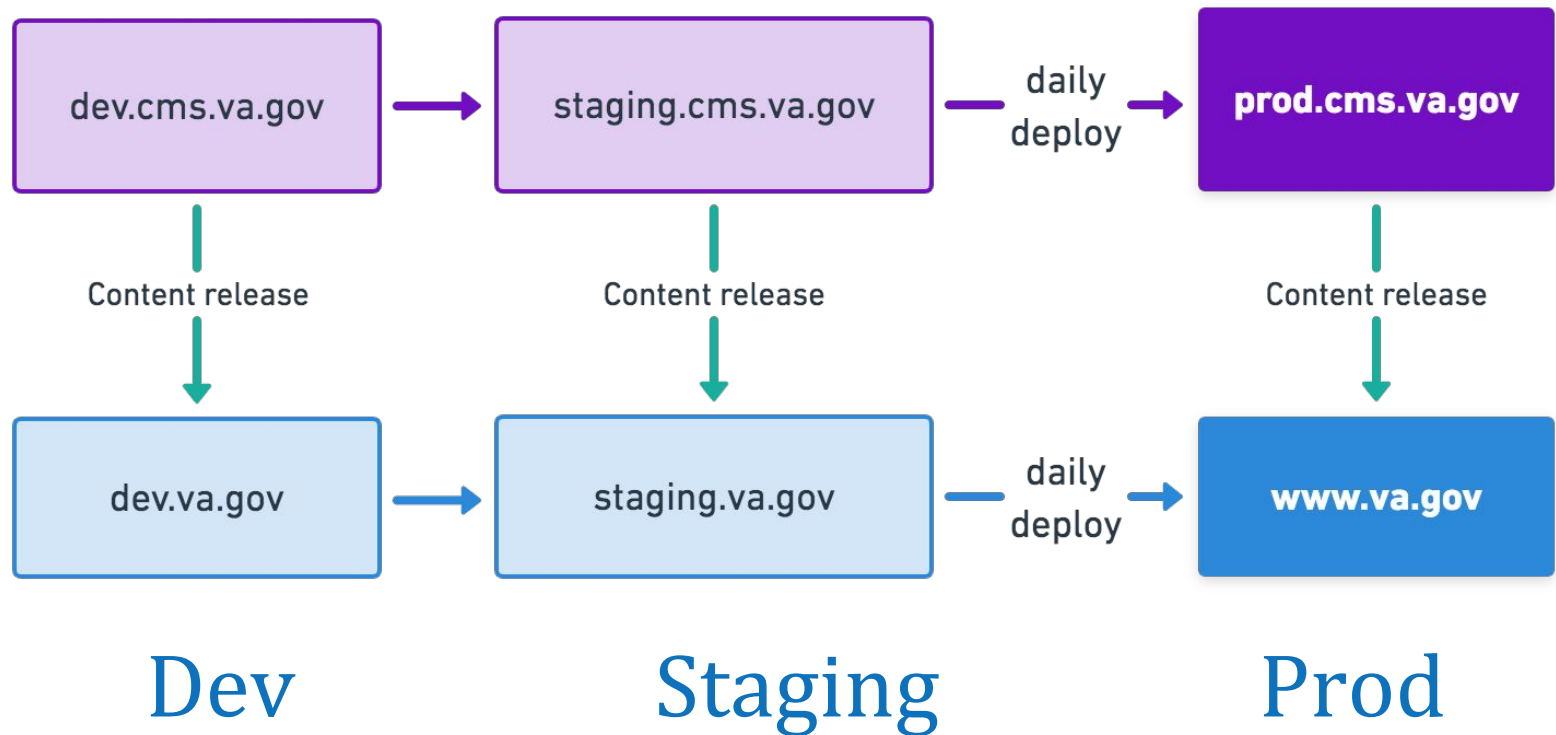 dev.cms.va.gov
staging.cms.va.gov
daily
deploy
prod.cms.va.gov
Content release
Content release
Content release
dev.va.gov
staging.va.gov
daily
deploy
www.va.gov
Dev
Staging
Prod